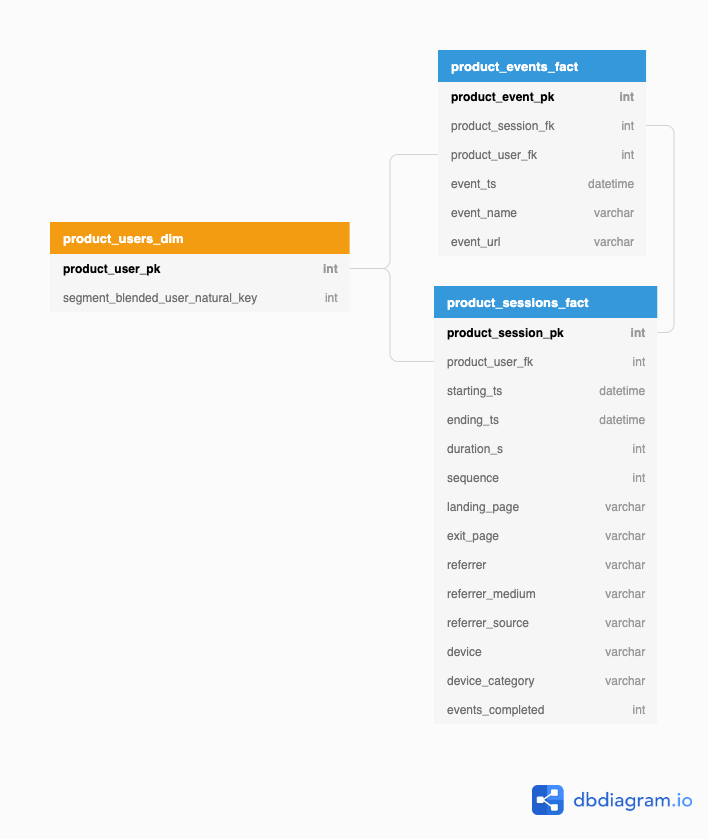 product_events_fact
product_event_pk int
product_session_fk int
product_user_fk int
event_ts datetime
event_name varchar
event_url varchar
product_users_dim
product_user_pk int
segment_blended_user_natural_key int
product_sessions_fact
product_session_pk int
product_user_fk int
starting_ts datetime
ending_ts datetime
duration_s int
sequence int
landing_page varchar
exit_page varchar
referrer varchar
referrer_medium varchar
referrer_source varchar
device varchar
device_category varchar
events_completed int
dbdiagram.io